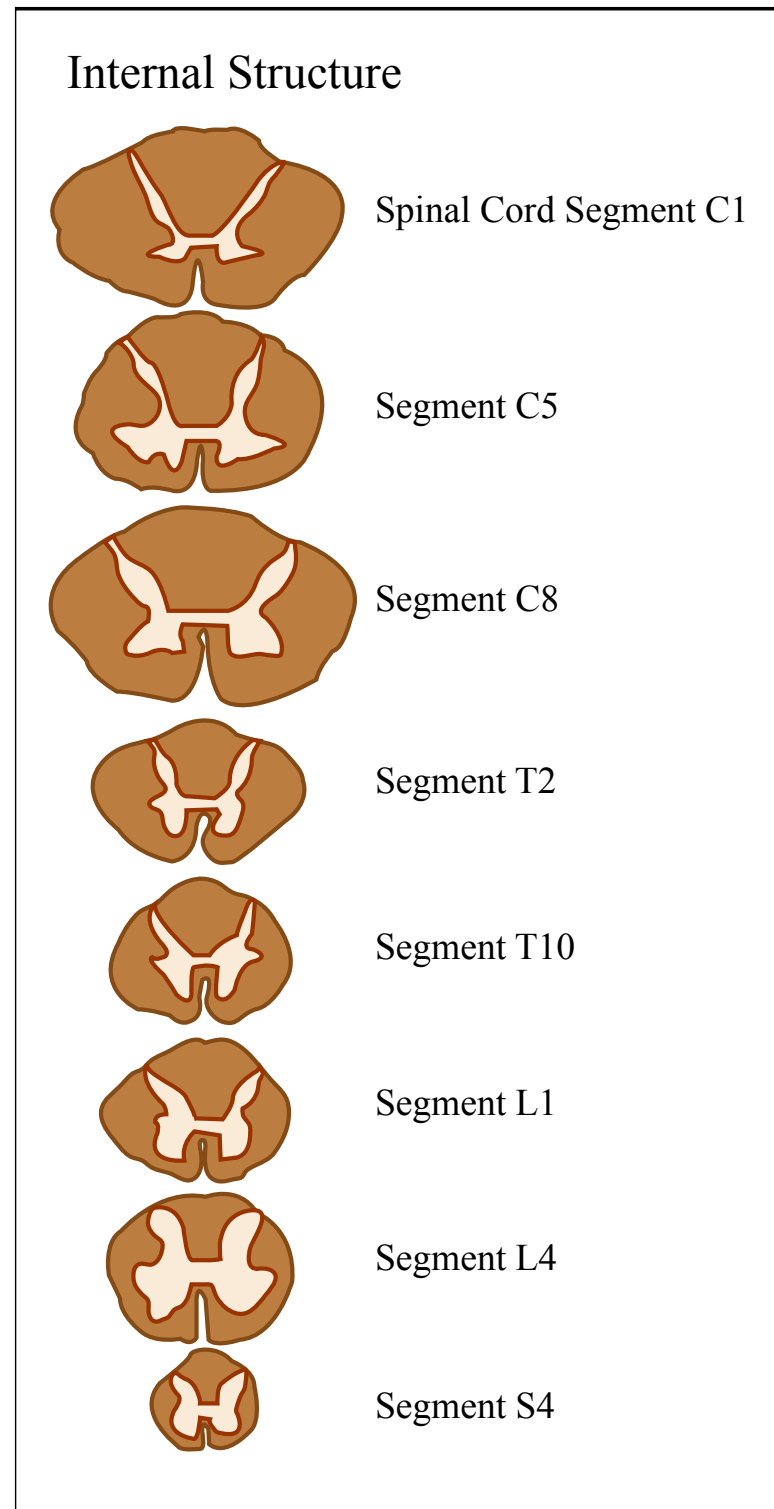 Internal Structure
Spinal Cord Segment C1
Segment C5
Segment C8
Segment T2
Segment T10
Segment L1
Segment L4
Segment S4